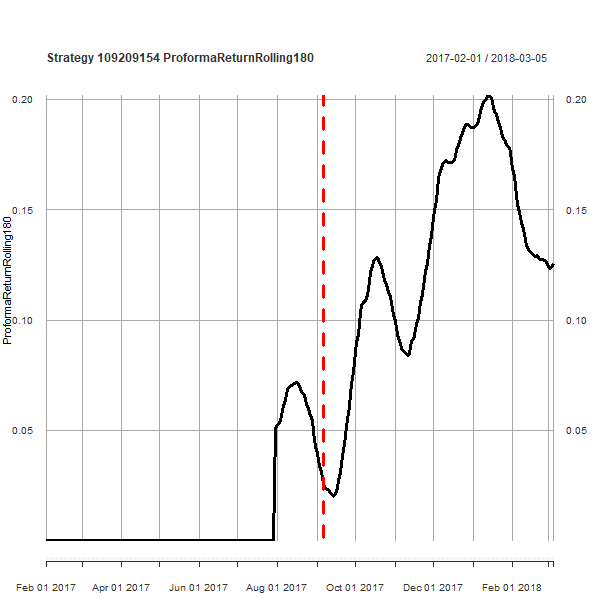 Strategy 109209154 ProformaReturnRolling180
2017-02-01 / 2018-03-05
0.20
0.20
0.15
0.15
ProformaReturnRolling180
0.10
0.10
0.05
0.05
Feb 01 2017
Apr 01 2017
Jun 01 2017
Aug 01 2017
Oct 01 2017
Dec 01 2017
Feb 01 2018